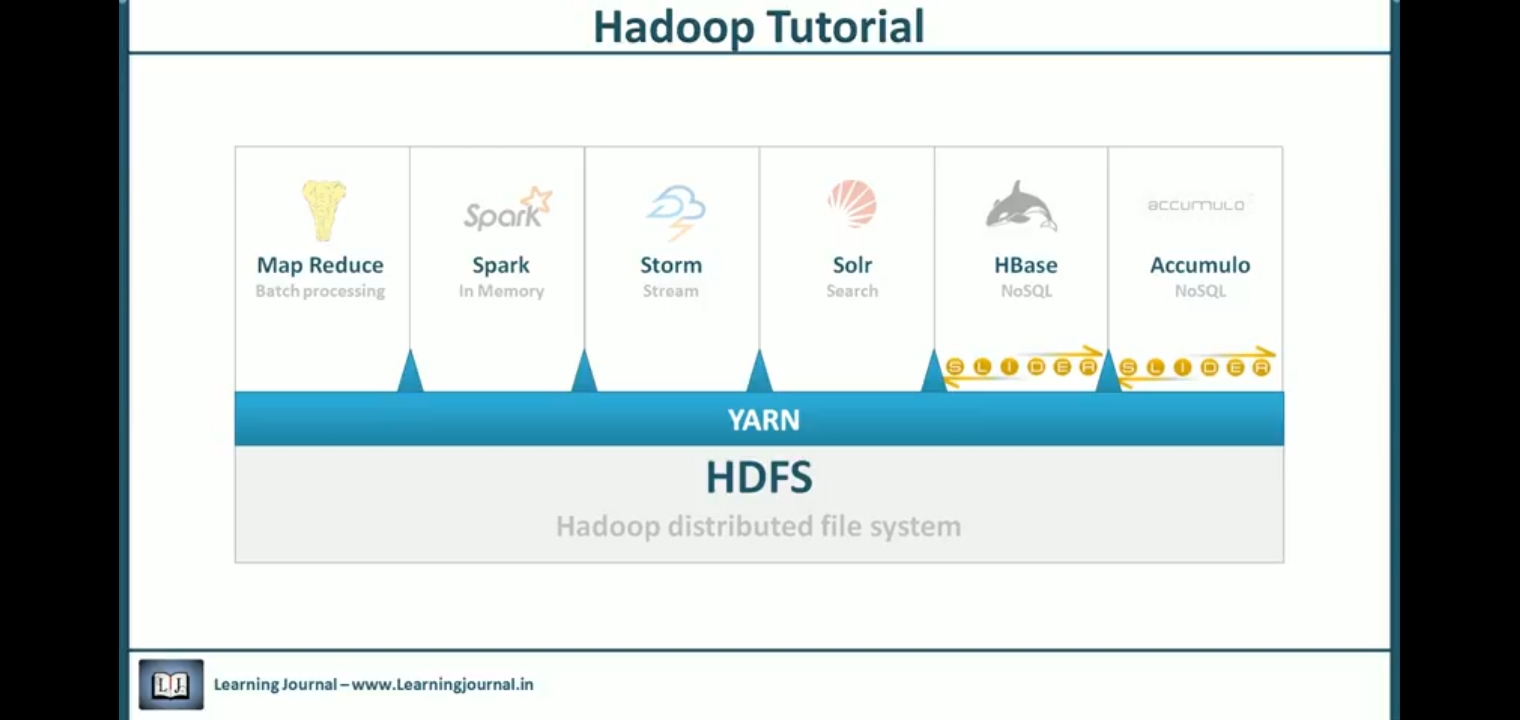 Hadoop Tutorial
Spark
accumulo
Map Reduce
Spark
Storm
Solr
HBase
Accumulo
Batch processing
In Memory
Stream
Search
NoSQL
NoSQL
SLIDER
SLIDER
YARN
HDFS
Hadoop distributed file system
LJ
Learning Journal – www.Learningjournal.in